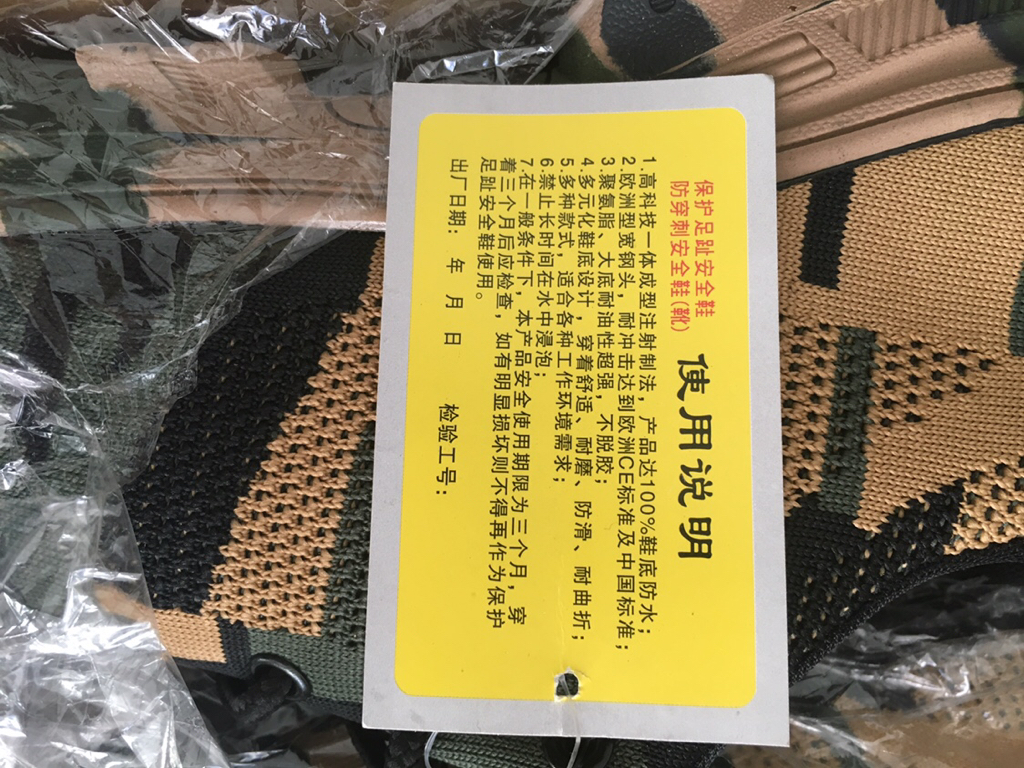 保护足趾安全鞋
防穿刺安全鞋(靴)
使用说明
1.高科技一体成型注射制法，产品达100%鞋底防水；
2欧洲型宽钢头，耐冲击达到欧洲CE标准及中国标准；
3聚氨脂、大底耐油性超强，不脱胶；
4.多元化鞋底设计，穿着舒适、耐磨、防滑、耐曲折；
5.多种款式，适合各种工作环境需求；
6.禁止长时间在水中浸泡；
7.在一般条件下，本产品安全使用期限为三个月，穿
着三个月后应检查，如有明显损坏则不得再作为保护
足趾安全鞋使用。
出厂日期： 年 月 日 检验工号：